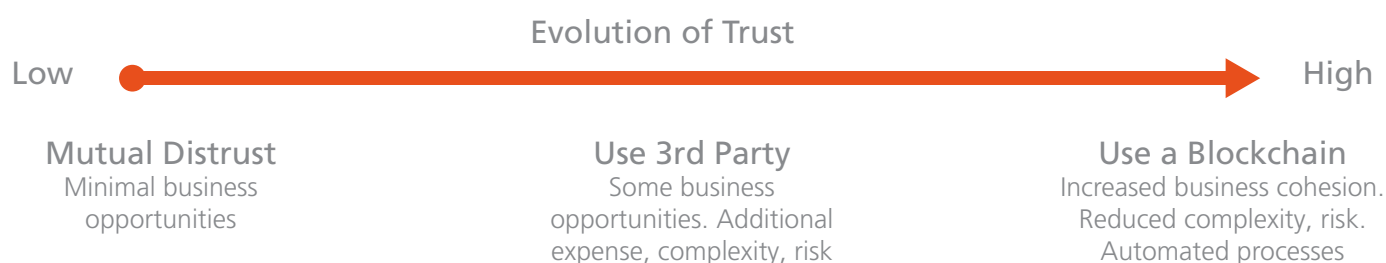 Evolution of Trust
Low
High
Mutual Distrust
Minimal business
opportunities
Use 3rd Party
Some business
opportunities. Additional
expense, complexity, risk
Use a Blockchain
Increased business cohesion.
Reduced complexity, risk.
Automated processes